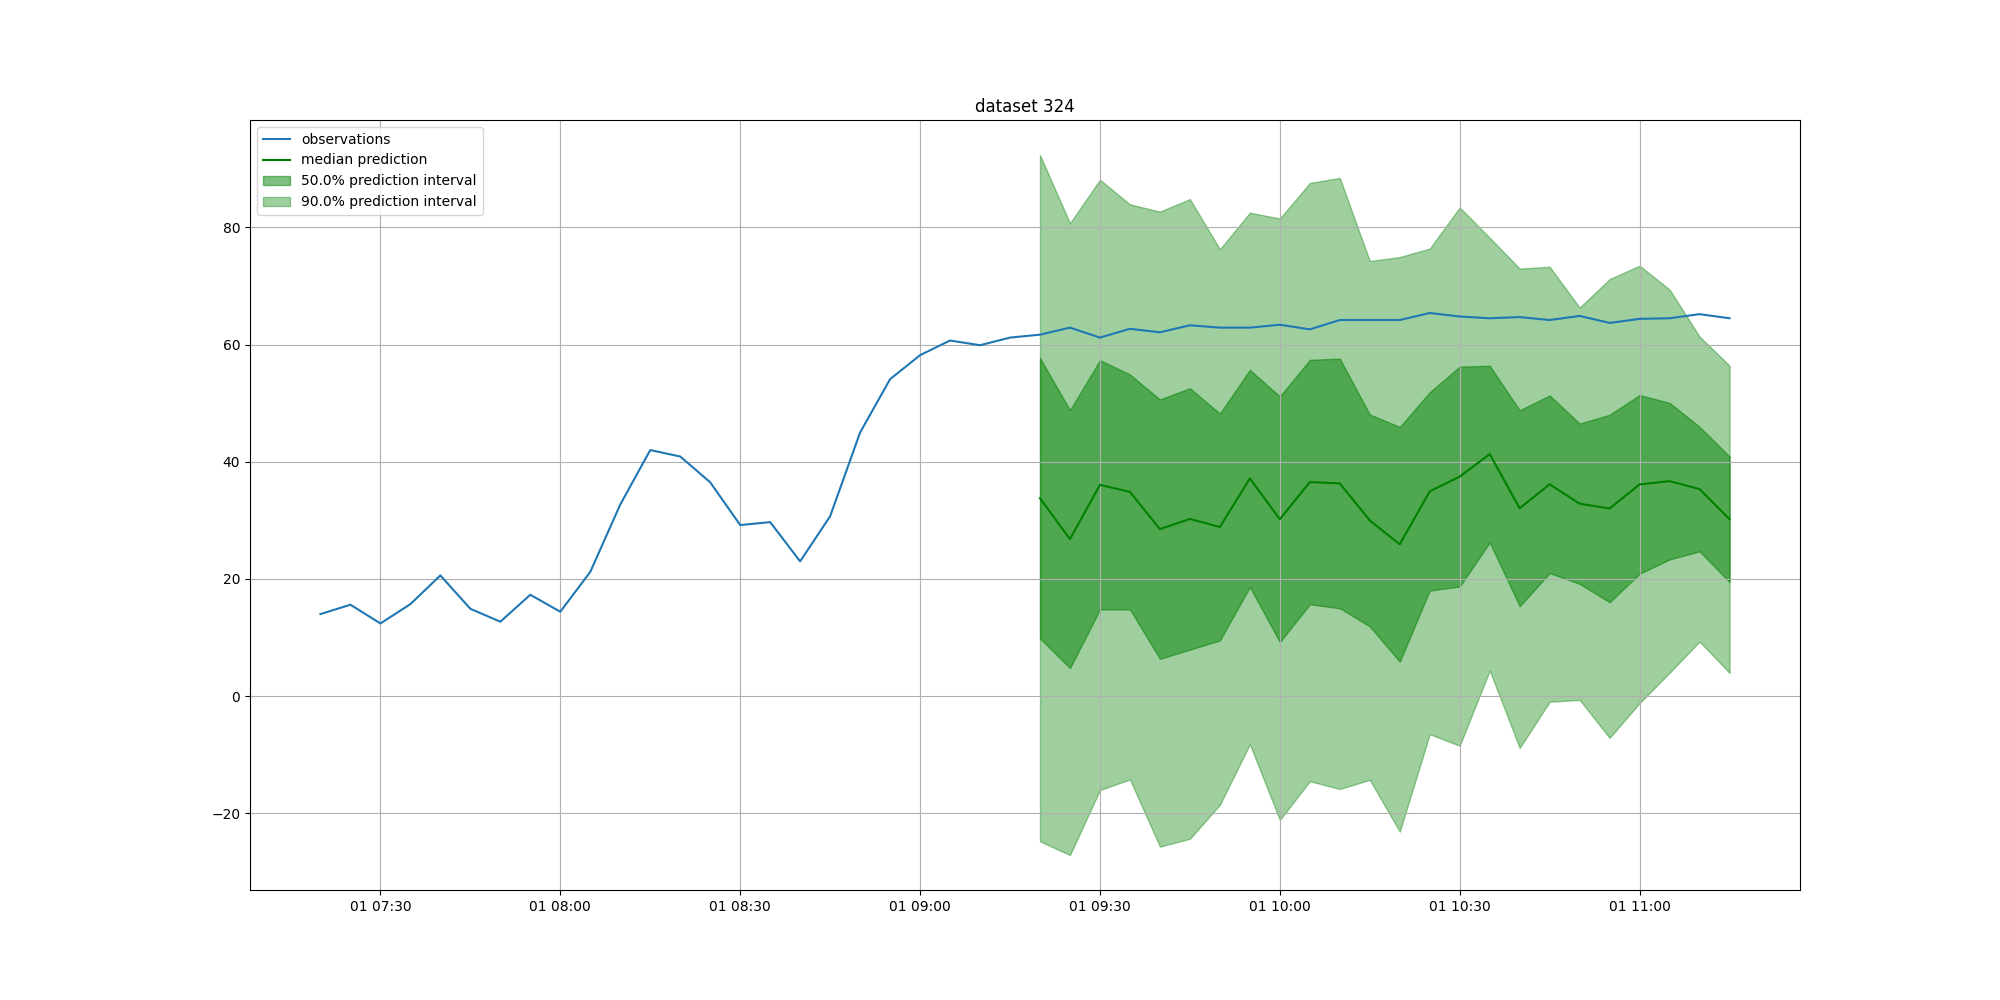 dataset 324
observations
median prediction
50.0% prediction interval
90.0% prediction interval
80
60
40
20
0
−20
01 07:30
01 08:00
01 08:30
01 09:00
01 09:30
01 10:00
01 10:30
01 11:00